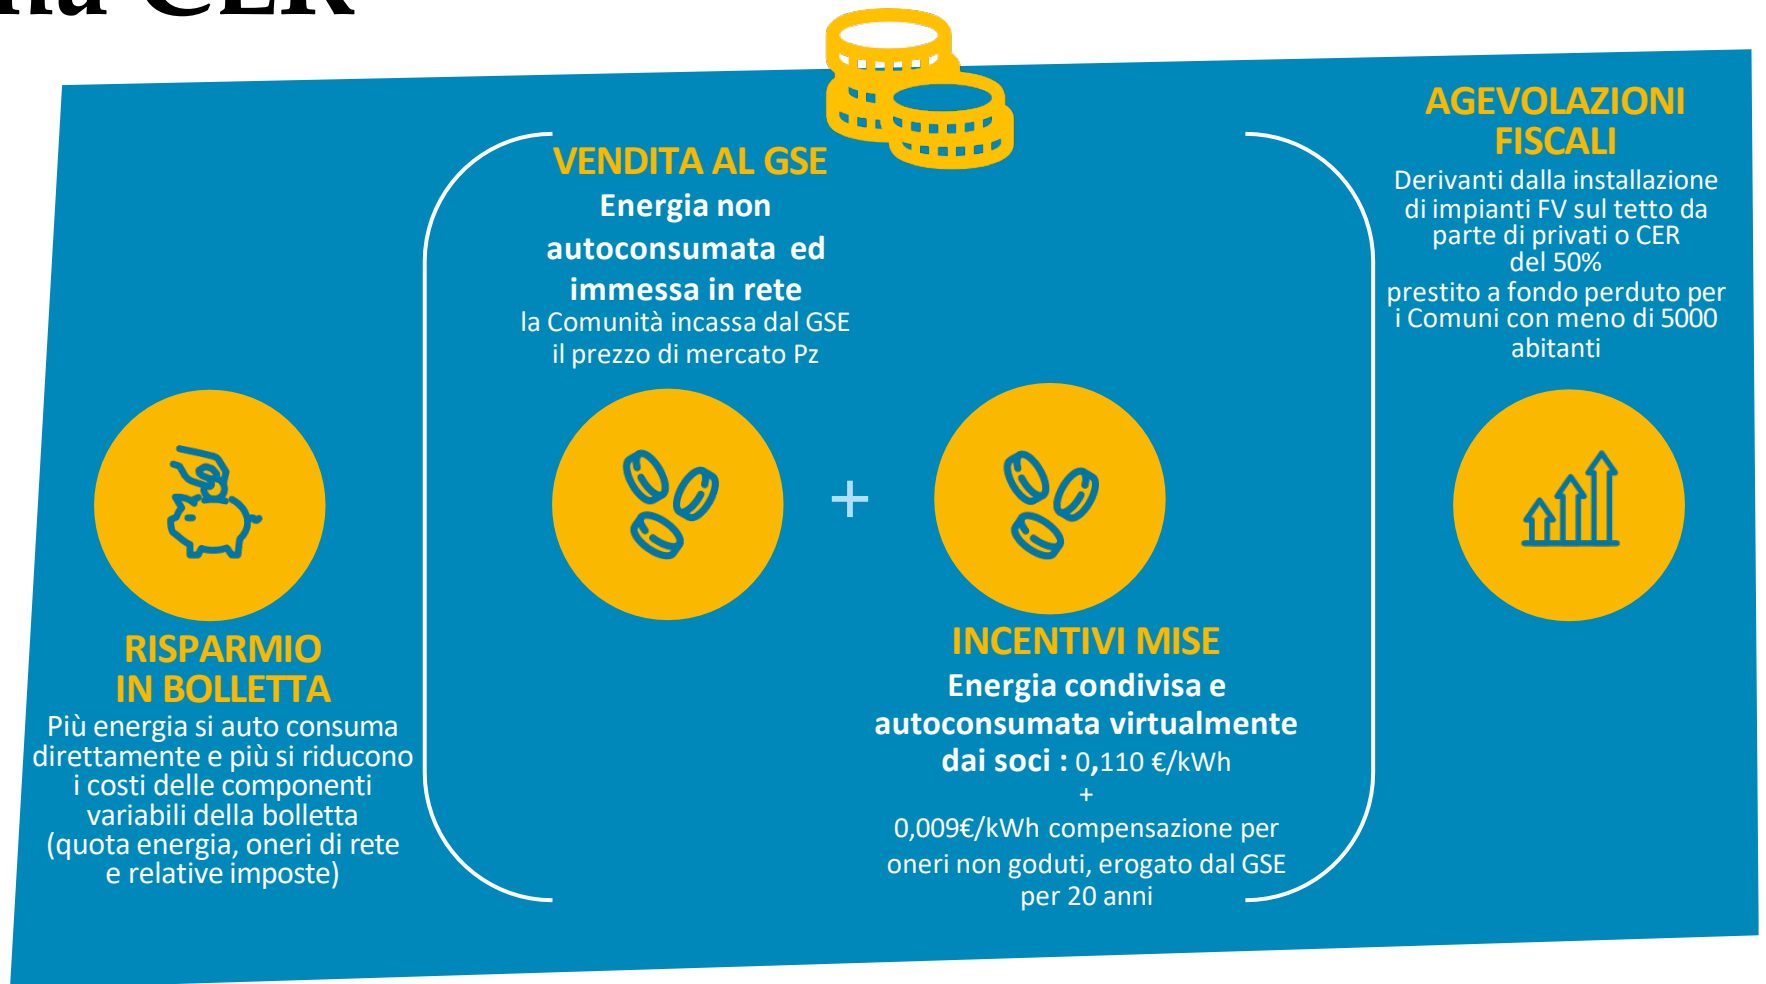 CER
VENDITA AL GSE
Energia non
autoconsumata ed
immessa in rete
la Comunità incassa dal GSE
il prezzo di mercato Pz
AGEVOLAZIONI
FISCALI
Derivanti dalla installazione
di impianti FV sul tetto da
parte di privati o CER
del 50%
prestito a fondo perduto per
i Comuni con meno di 5000
abitanti
+
RISPARMIO
IN BOLLETTA
Più energia si auto consuma
direttamente e più si riducono
i costi delle componenti
variabili della bolletta
(quota energia, oneri di rete
e relative imposte)
INCENTIVI MISE
Energia condivisa e
autoconsumata virtualmente
dai soci : 0,110 €/kWh
+
0,009€/kWh compensazione per
oneri non goduti, erogato dal GSE
per 20 anni